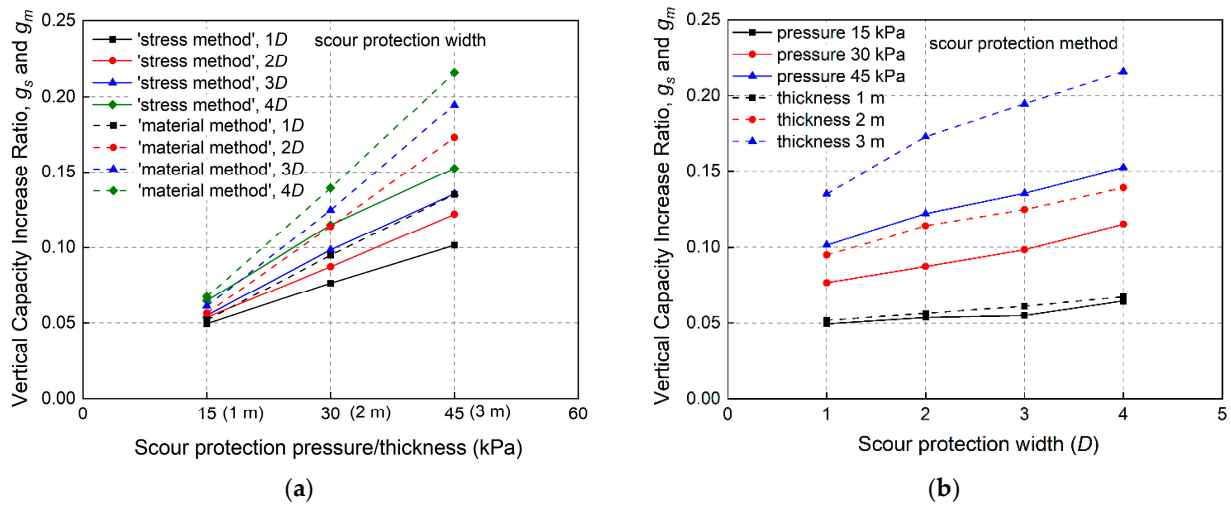 0.25
0.20
0.15
0.10
0.05
0.00
Vertical Capacity Increase Ratio, gs and gm
'stress method', 1D
'stress method', 2D
'stress method', 3D
'stress method', 4D
'material method', 1D
'material method', 2D
'material method', 3D
'material method', 4D
scour protection width
0 15 (1 m) 30 (2 m) 45 (3 m) 60
Scour protection pressure/thickness (kPa)
(a)
0.25
0.20
0.15
0.10
0.05
0.00
Vertical Capacity Increase Ratio, gs and gm
pressure 15 kPa
pressure 30 kPa
pressure 45 kPa
thickness 1 m
thickness 2 m
thickness 3 m
scour protection method
0 1 2 3 4 5
Scour protection width (D)
(b)